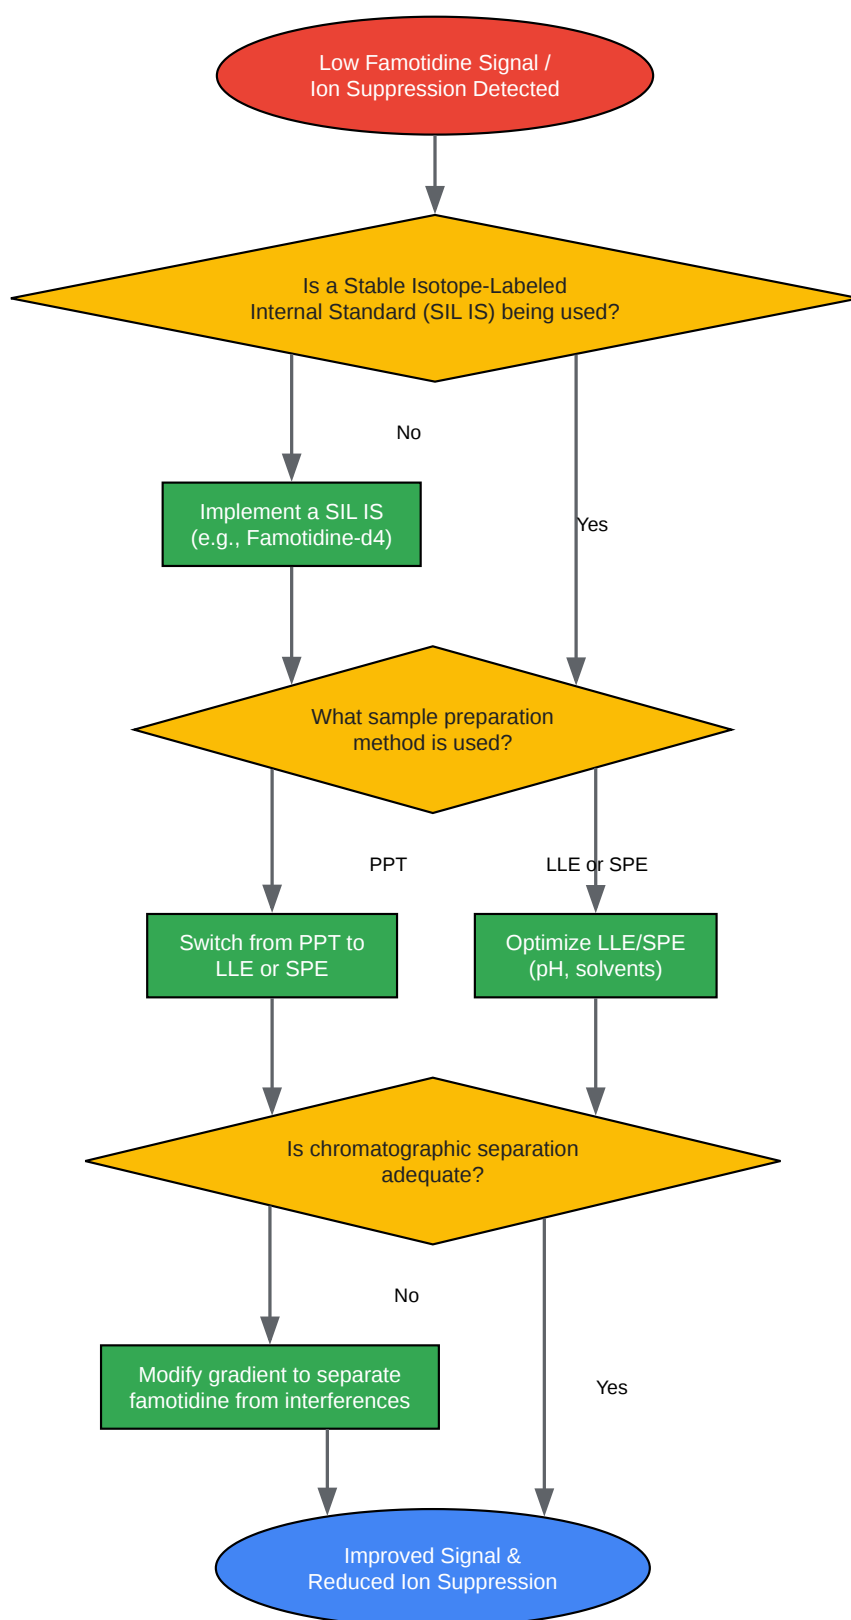 Low Famotidine Signal /
Ion Suppression Detected
Is a Stable Isotope-Labeled
Internal Standard (SIL IS) being used?
No
Implement a SIL IS
(e.g., Famotidine-d4)
Yes
What sample preparation
method is used?
PPT
LLE or SPE
Switch from PPT to
LLE or SPE
Optimize LLE/SPE
(pH, solvents)
Is chromatographic separation
adequate?
No
Modify gradient to separate
famotidine from interferences
Yes
Improved Signal &
Reduced Ion Suppression